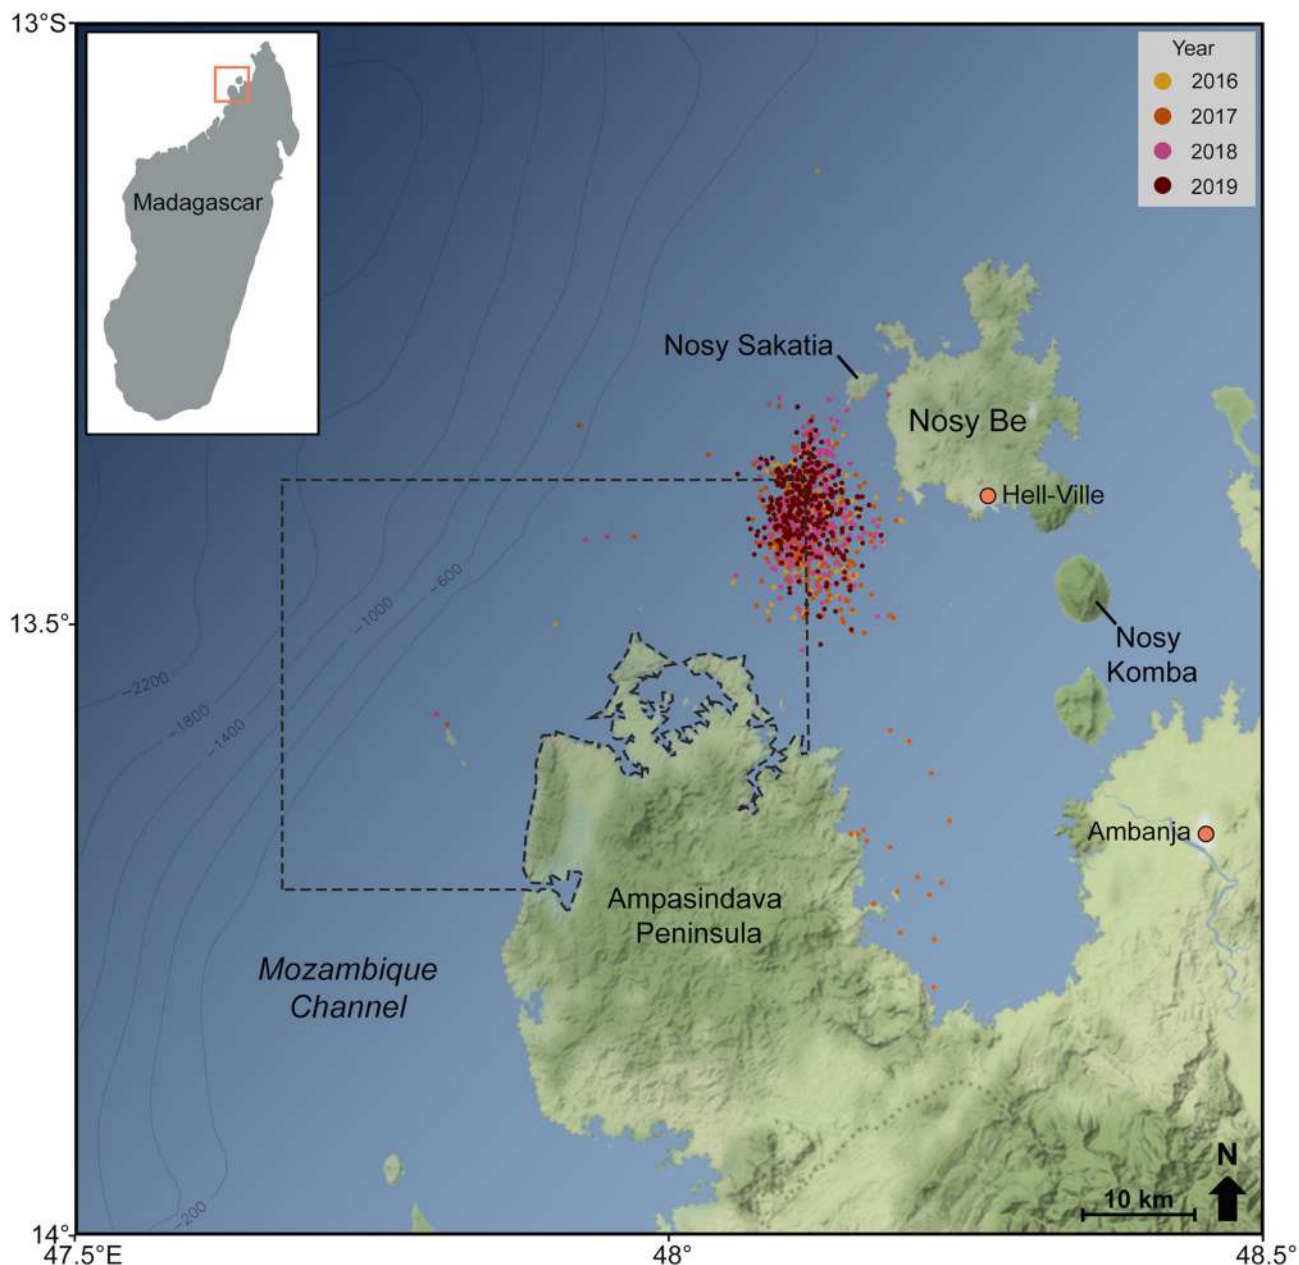 13°S
Madagascar
Year
2016
2017
2018
2019
Nosy Sakatia
Nosy Be
Hell-Ville
-600
-1000
13.5°
Nosy
Komba
-2200
-1800
-1400
Ambanja
Ampasindava
Peninsula
Mozambique
Channel
N
10 km
-200
14°
47.5°E
48°
48.5°